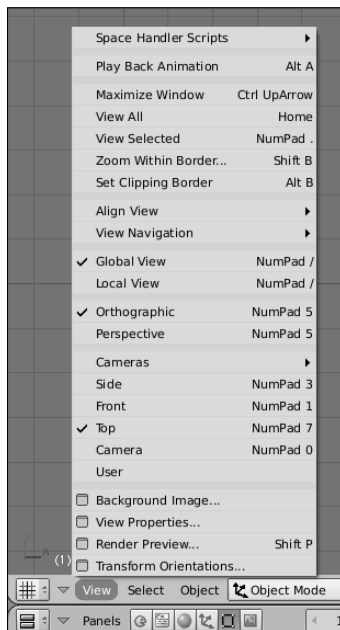 Space Handler Scripts
Play Back Animation Alt A
Maximize Window Ctrl UpArrow
View All Home
View Selected NumPad .
Zoom Within Border... Shift B
Set Clipping Border Alt B
Align View
View Navigation
Global View NumPad /
Local View NumPad /
Orthographic NumPad 5
Perspective NumPad 5
Cameras
Side NumPad 3
Front NumPad 1
Top NumPad 7
Camera NumPad 0
User
Background Image...
View Properties...
Render Preview... Shift P
Transform Orientations...
x
(1)
View Select Object Object Mode
Panels 1